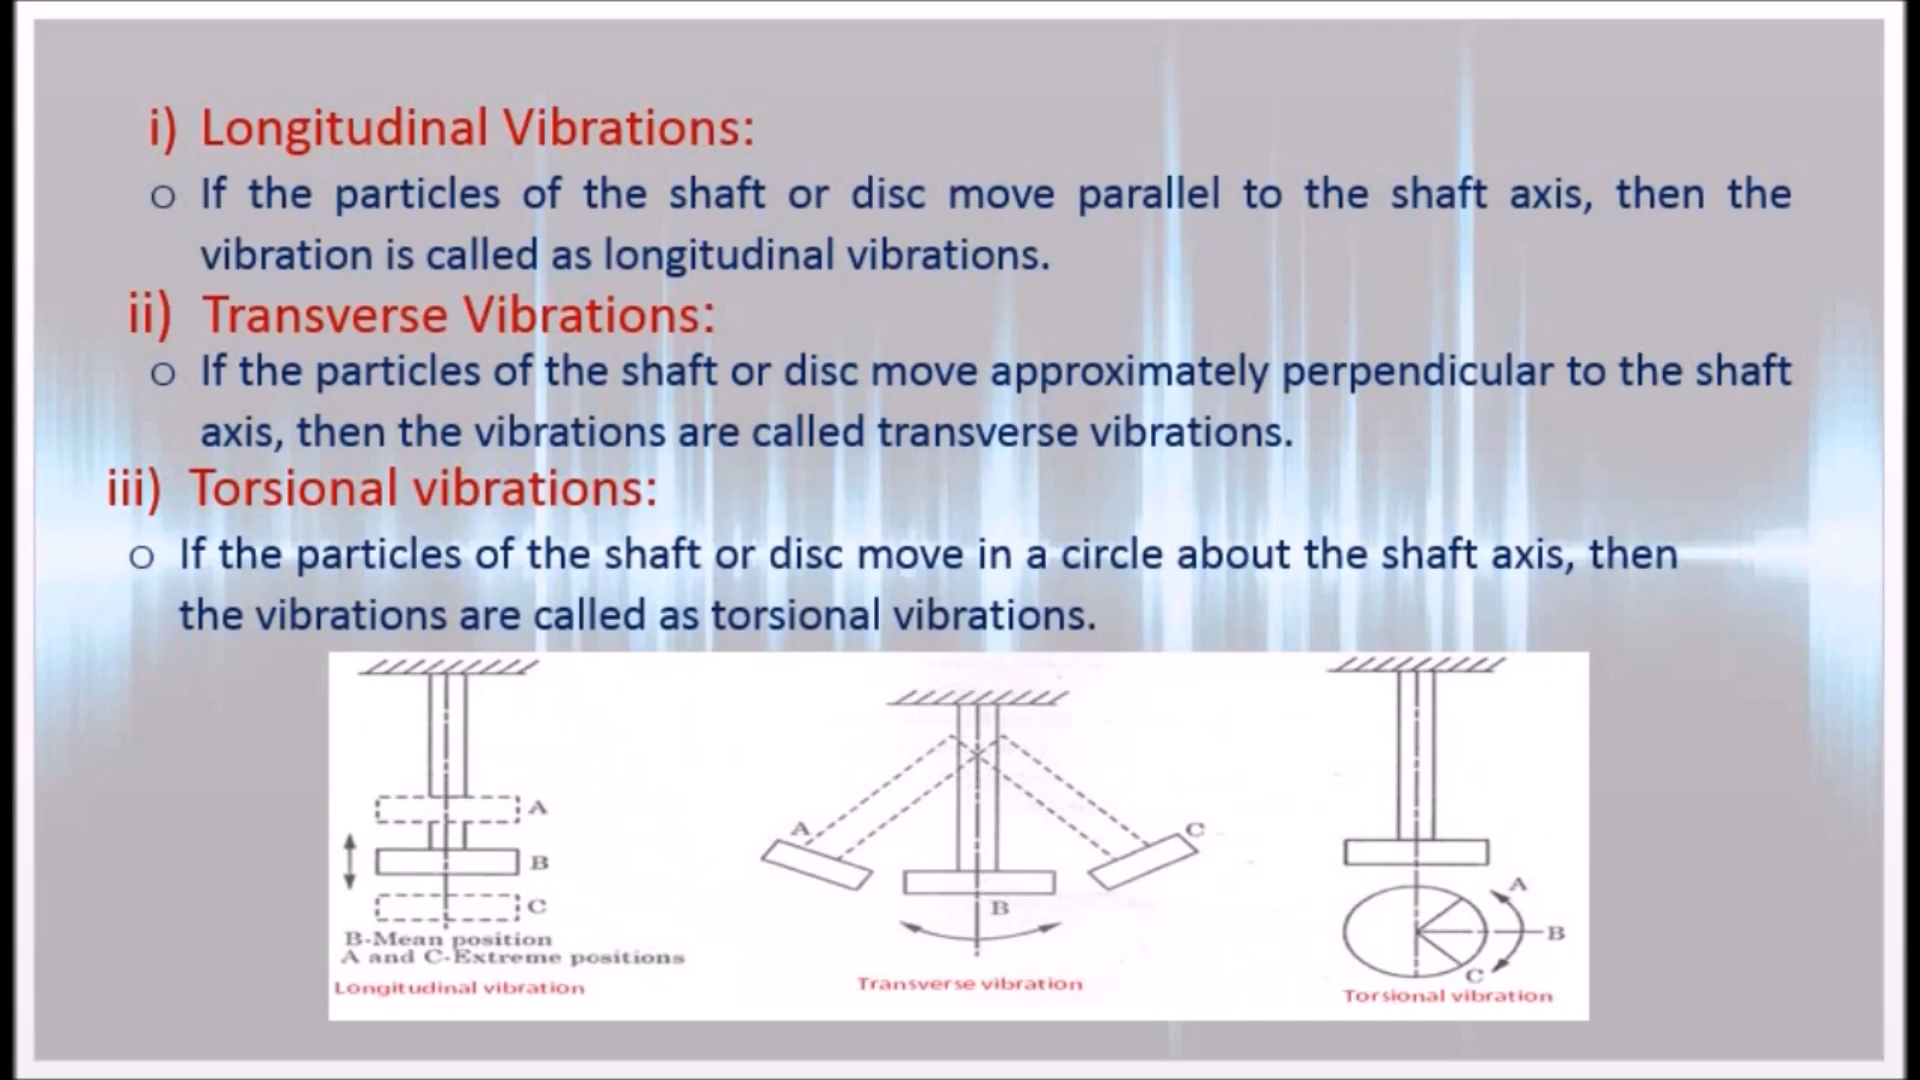 i) Longitudinal Vibrations:
o If the particles of the shaft or disc move parallel to the shaft axis, then the
vibration is called as longitudinal vibrations.
ii) Transverse Vibrations:
o If the particles of the shaft or disc move approximately perpendicular to the shaft
axis, then the vibrations are called transverse vibrations.
iii) Torsional vibrations:
o If the particles of the shaft or disc move in a circle about the shaft axis, then
the vibrations are called as torsional vibrations.
A
B
C
B-Mean position
A and C-Extreme positions
Longitudinal vibration
A
C
B
Transverse vibration
A
B
C
Torsional vibration